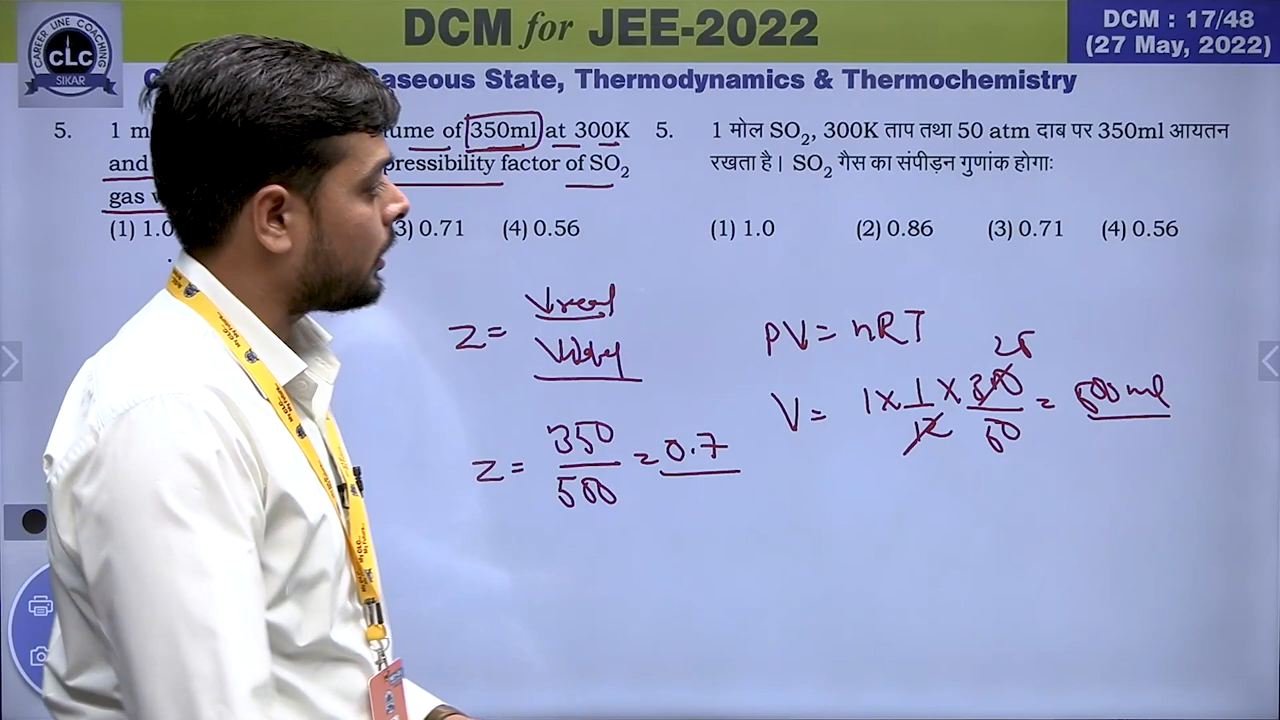 DCM for JEE-2022
DCM : 17/48
(27 May, 2022)
CAREER LINE COACHING
CLC
SIKAR
Gaseous State, Thermodynamics & Thermochemistry
5. 1 m ume of 350ml at 300K
and pressibility factor of SO₂
gas
(1) 1.0 (3) 0.71 (4) 0.56
5. 1 मोल SO₂, 300K ताप तथा 50 atm दाब पर 350ml आयतन
रखता है। SO₂ गैस का संपीड़न गुणांक होगाः
(1) 1.0 (2) 0.86 (3) 0.71 (4) 0.56
Z = Vreal / Videal
Z = 350 / 500 = 0.7
PV = nRT
25
V = 1 × 1/12 × 300/50 = 500 ml